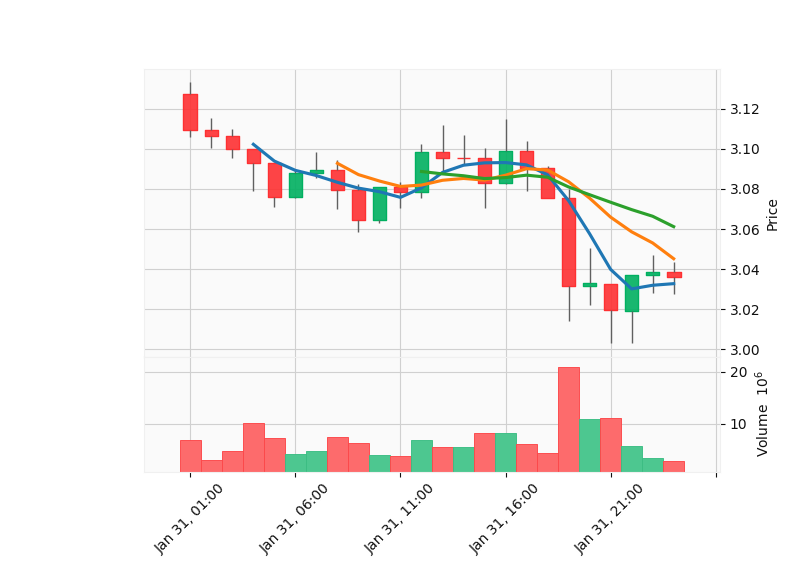 3.12
3.10
3.08
3.06
3.04
3.02
3.00
Price
20
10
Volume 10^6
Jan 31, 01:00
Jan 31, 06:00
Jan 31, 11:00
Jan 31, 16:00
Jan 31, 21:00